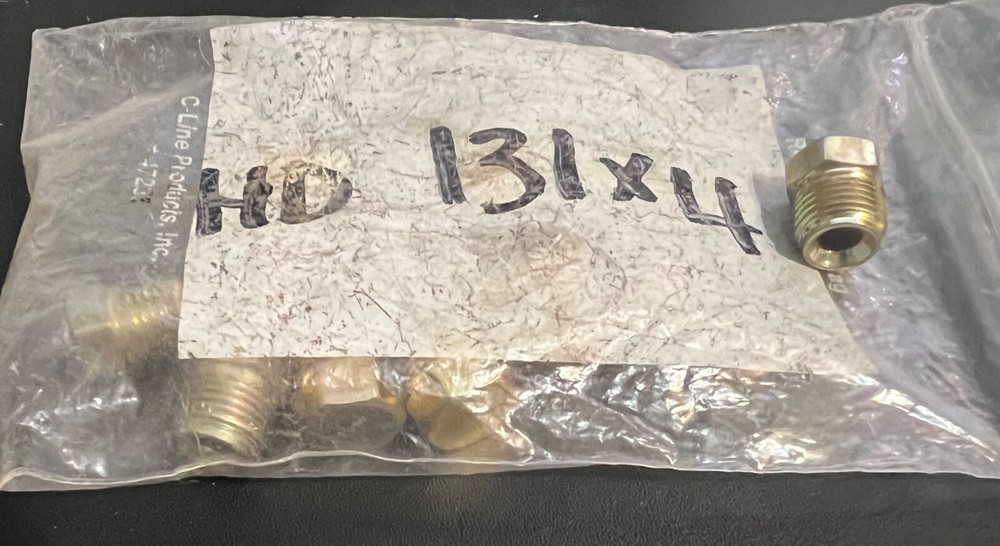 HD 131x4
C-Line Products, Inc.